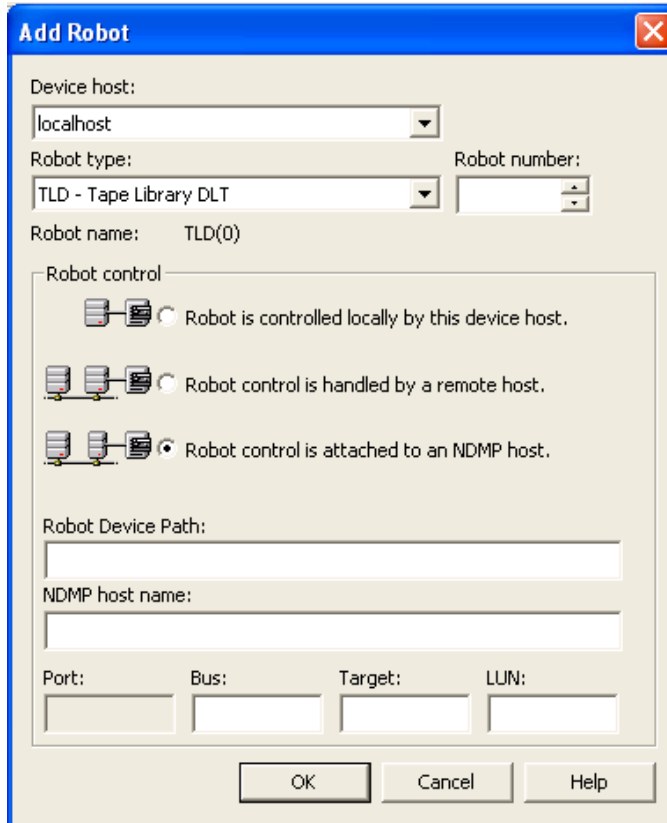 Add Robot
Device host:
localhost
Robot type: Robot number:
TLD - Tape Library DLT
Robot name: TLD(0)
Robot control
Robot is controlled locally by this device host.
Robot control is handled by a remote host.
Robot control is attached to an NDMP host.
Robot Device Path:
NDMP host name:
Port: Bus: Target: LUN:
OK Cancel Help